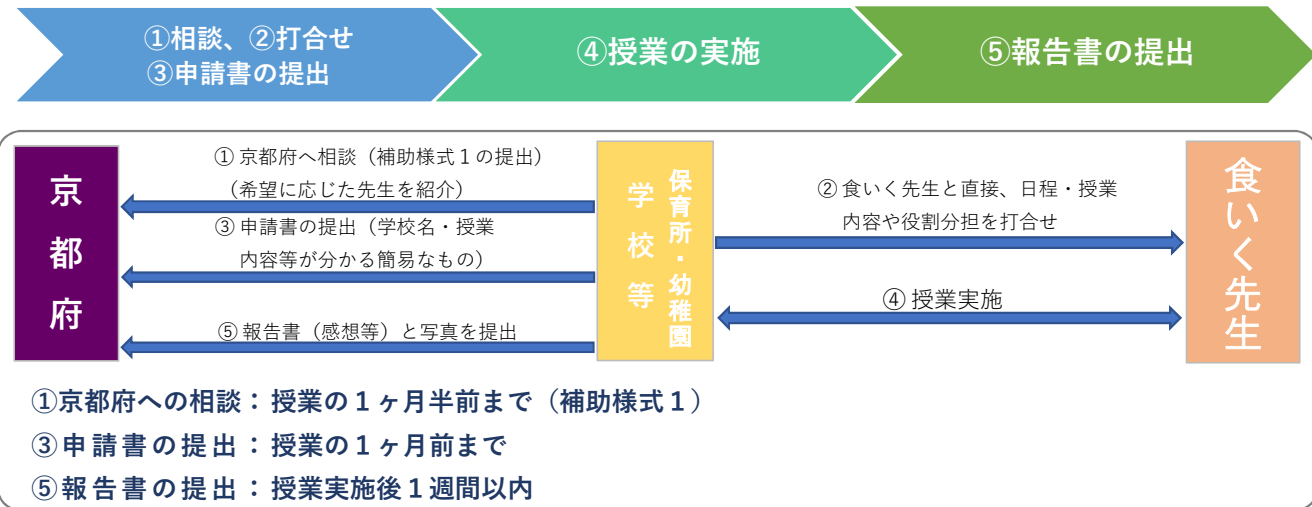 ①相談、②打合せ
③申請書の提出
④授業の実施
⑤報告書の提出
京都府
①京都府へ相談（補助様式１の提出）
（希望に応じた先生を紹介）
③申請書の提出（学校名・授業
内容等が分かる簡易なもの）
⑤報告書（感想等）と写真を提出
保育所・幼稚園
学校等
②食いく先生と直接、日程・授業
内容や役割分担を打合せ
④授業実施
食いく先生
①京都府への相談：授業の１ヶ月半前まで（補助様式１）
③申請書の提出：授業の１ヶ月前まで
⑤報告書の提出：授業実施後１週間以内